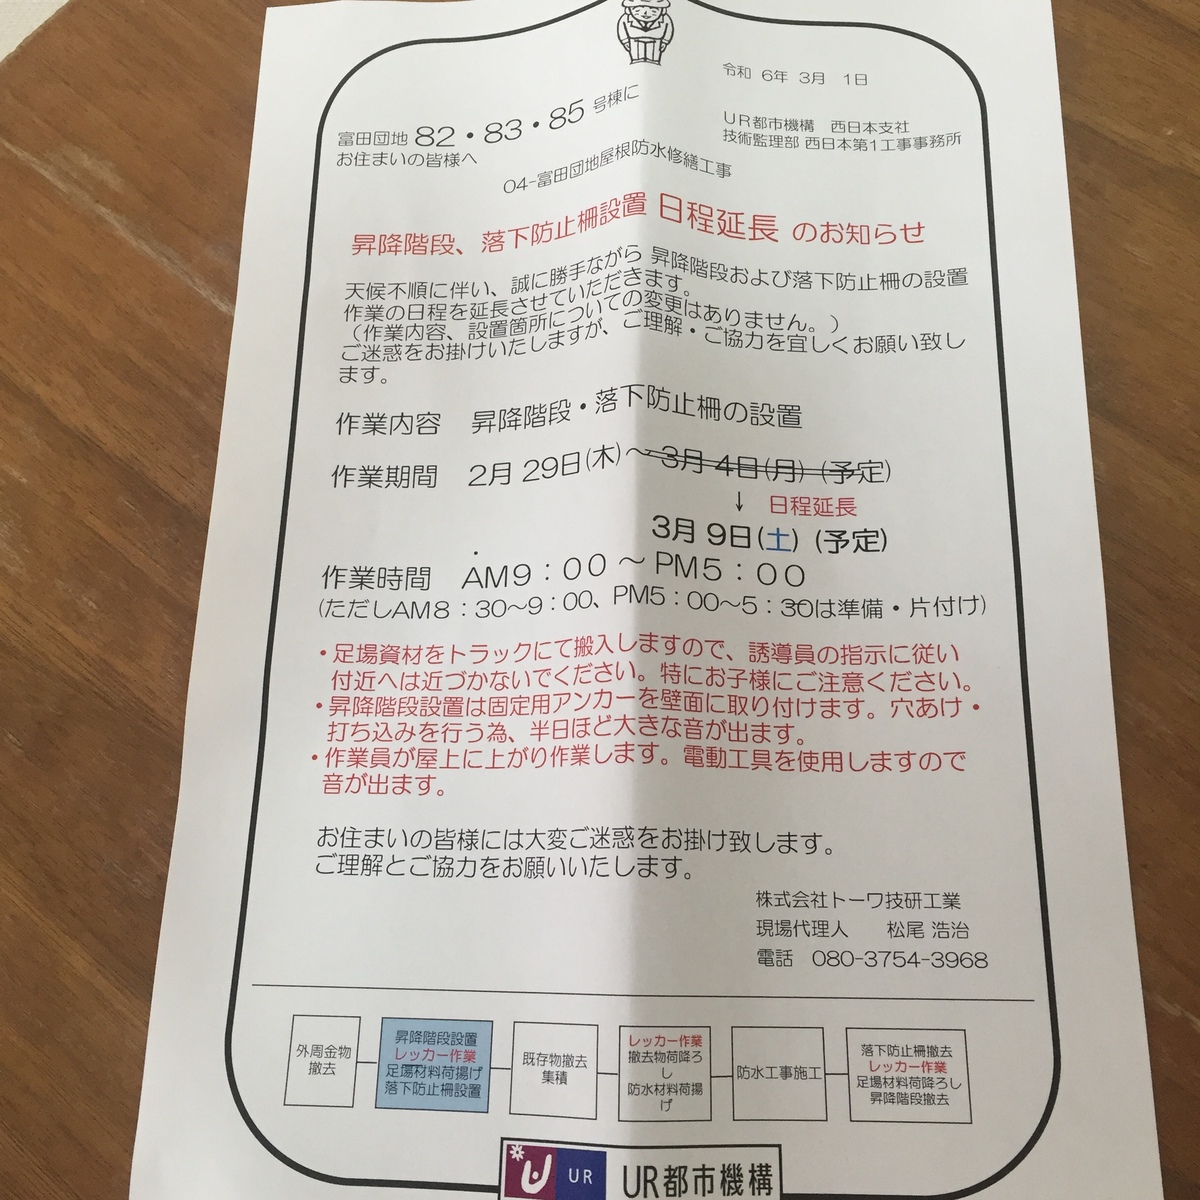 令和 6年 3月 1日
富田団地 82・83・85 号棟に
お住まいの皆様へ
UR都市機構 西日本支社
技術監理部 西日本第1工事事務所
04-富田団地屋根防水修繕工事
昇降階段、落下防止柵設置 日程延長 のお知らせ
天候不順に伴い、誠に勝手ながら 昇降階段および落下防止柵の設置
作業の日程を延長させていただきます。
(作業内容、設置箇所についての変更はありません。)
ご迷惑をお掛けいたしますが、ご理解・ご協力を宜しくお願い致し
ます。
作業内容 昇降階段・落下防止柵の設置
作業期間 2月 29日(木)～ 3月 4日(月) (予定)
↓ 日程延長
3月 9日(土) (予定)
作業時間 AM9：00 ～ PM5：00
(ただしAM8：30～9：00、PM5：00～5：30は準備・片付け)
・足場資材をトラックにて搬入しますので、誘導員の指示に従い
付近へは近づかないでください。特にお子様にご注意ください。
・昇降階段設置は固定用アンカーを壁面に取り付けます。穴あけ・
打ち込みを行う為、半日ほど大きな音が出ます。
・作業員が屋上に上がり作業します。電動工具を使用しますので
音が出ます。
お住まいの皆様には大変ご迷惑をお掛け致します。
ご理解とご協力をお願いいたします。
株式会社トーワ技研工業
現場代理人 松尾 浩治
電話 080-3754-3968
外周金物
撤去
昇降階段設置
レッカー作業
足場材料荷揚げ
落下防止柵設置
既存物撤去
集積
レッカー作業
撤去物荷降ろ
し
防水材料荷揚
げ
防水工事施工
落下防止柵撤去
レッカー作業
足場材料荷降ろし
昇降階段撤去
UR UR都市機構